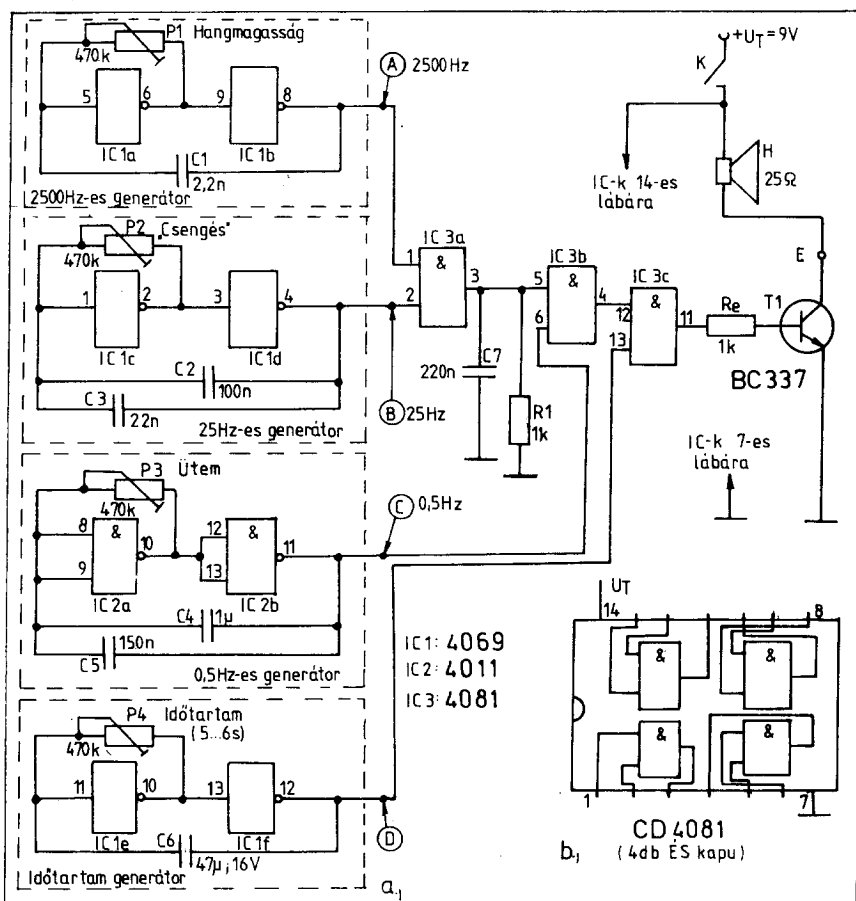 P1 Hangmagasság
470k
5
6
9
8
IC1a
IC1b
C1
2,2n
2500Hz-es generátor
A 2500Hz
P2 „Csengés"
470k
1
2
3
4
IC1c
IC1d
C2
100n
C3
22n
25Hz-es generátor
B 25Hz
P3 Ütem
470k
8
9
&
10
12
13
&
11
IC2a
IC2b
C4
1µ
C5
150n
0,5Hz-es generátor
C 0,5Hz
Időtartam
P4 (5...6s)
470k
11
10
13
12
IC1e
IC1f
C6
47µ; 16V
Időtartam generátor
D
a.,
IC3a
1
2
&
3
C7
220n
R1
1k
IC3b
5
6
&
4
IC3c
12
13
&
11
Re
1k
T1
BC337
E
H
25Ω
K
+UT=9V
IC-k 14-es
lábára
IC-k 7-es
lábára
IC1: 4069
IC2: 4011
IC3: 4081
UT
14
8
&
&
&
&
1
7
CD4081
b., (4db ÉS kapu)